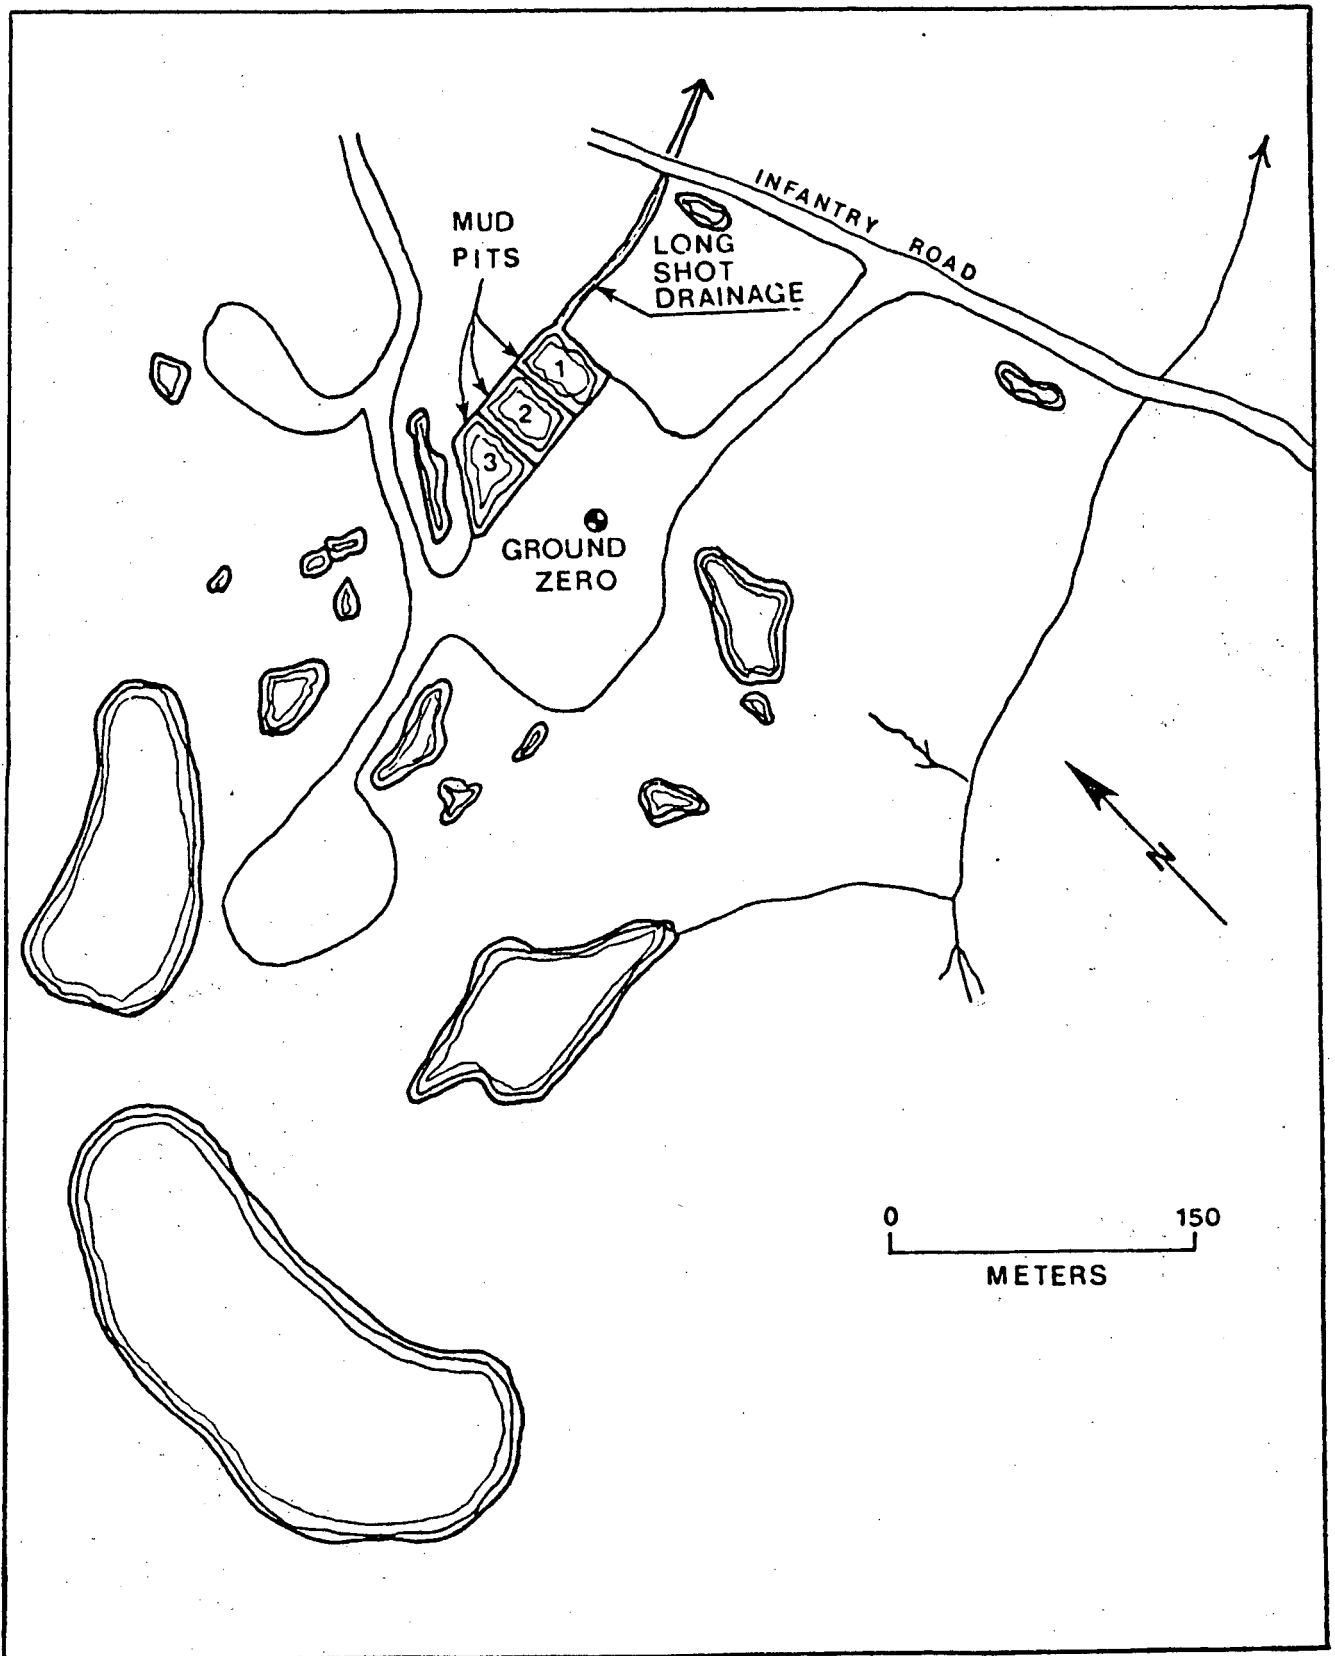 INFANTRY ROAD
MUD
PITS
LONG
SHOT
DRAINAGE
1
2
3
GROUND
ZERO
N
0 150
METERS